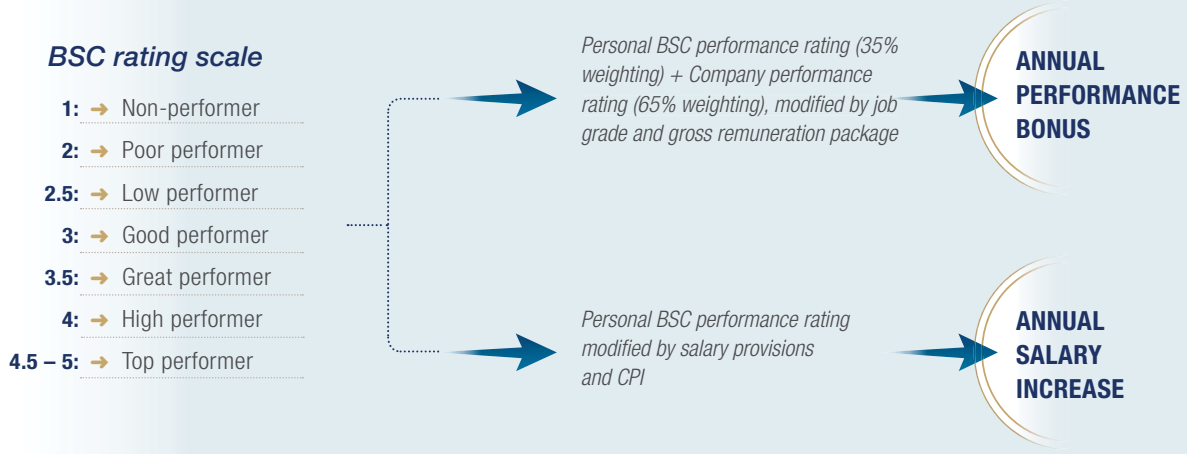 BSC rating scale
1: ➔ Non-performer
2: ➔ Poor performer
2.5: ➔ Low performer
3: ➔ Good performer
3.5: ➔ Great performer
4: ➔ High performer
4.5 – 5: ➔ Top performer
Personal BSC performance rating (35%
weighting) + Company performance
rating (65% weighting), modified by job
grade and gross remuneration package
ANNUAL
PERFORMANCE
BONUS
Personal BSC performance rating
modified by salary provisions
and CPI
ANNUAL
SALARY
INCREASE